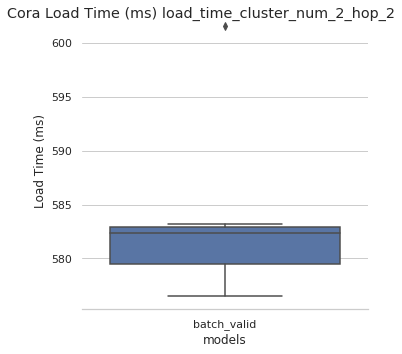 Cora Load Time (ms) load_time_cluster_num_2_hop_2
600
595
590
585
580
Load Time (ms)
batch_valid
models